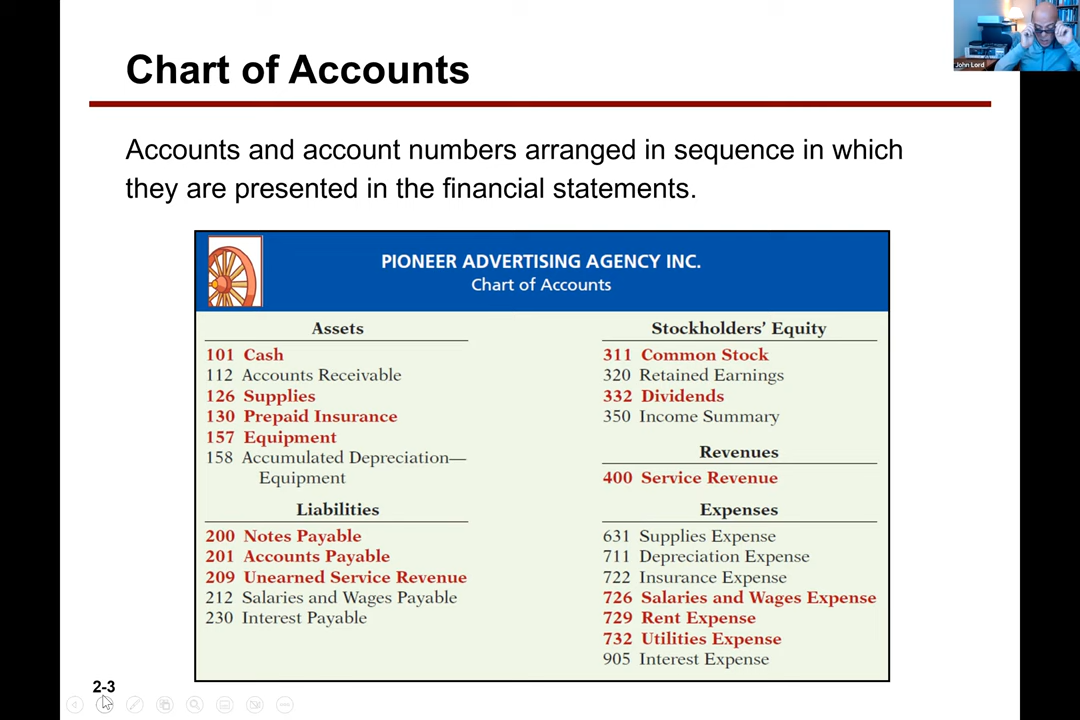 Chart of Accounts
John Lord
Accounts and account numbers arranged in sequence in which
they are presented in the financial statements.
PIONEER ADVERTISING AGENCY INC.
Chart of Accounts
Assets
101 Cash
112 Accounts Receivable
126 Supplies
130 Prepaid Insurance
157 Equipment
158 Accumulated Depreciation—
Equipment
Liabilities
200 Notes Payable
201 Accounts Payable
209 Unearned Service Revenue
212 Salaries and Wages Payable
230 Interest Payable
Stockholders' Equity
311 Common Stock
320 Retained Earnings
332 Dividends
350 Income Summary
Revenues
400 Service Revenue
Expenses
631 Supplies Expense
711 Depreciation Expense
722 Insurance Expense
726 Salaries and Wages Expense
729 Rent Expense
732 Utilities Expense
905 Interest Expense
2-3